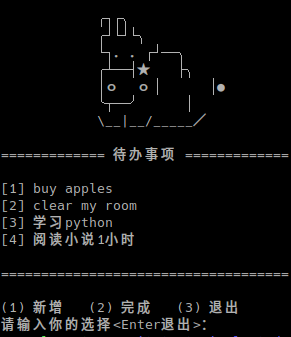 ============= 待办事项 =============
[1] buy apples
[2] clear my room
[3] 学习python
[4] 阅读小说1小时
====================================
(1) 新增 (2) 完成 (3) 退出
请输入你的选择<Enter退出>: